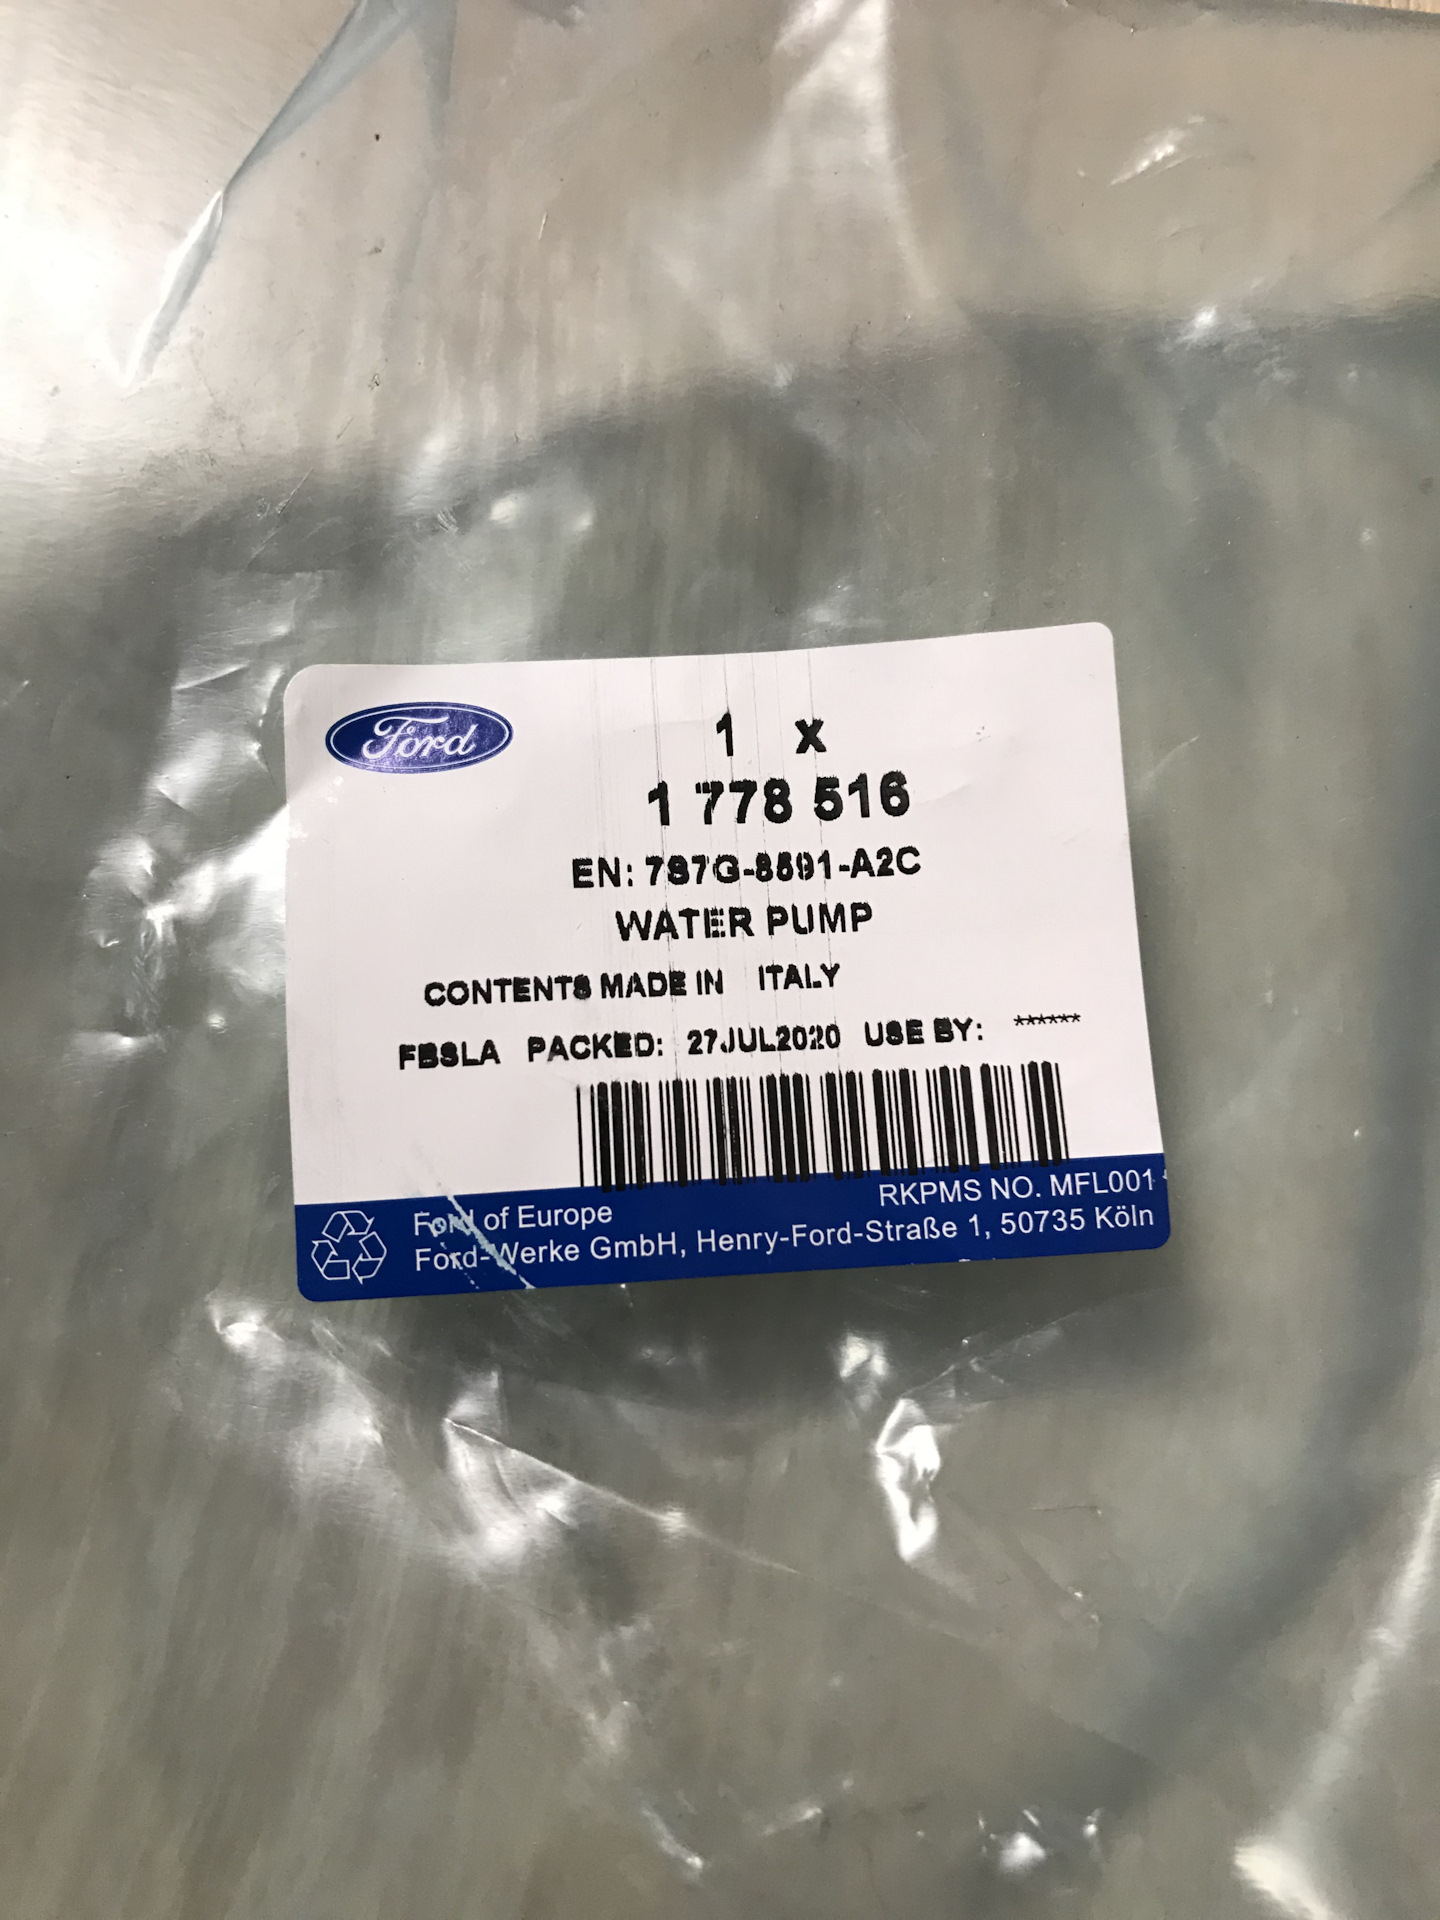 Ford
1 x
1 778 516
EN: 7S7G-8591-A2C
WATER PUMP
CONTENTS MADE IN ITALY
FBSLA PACKED: 27JUL2020 USE BY: ******
RKPMS NO. MFL001
Ford of Europe
Ford-Werke GmbH, Henry-Ford-Straße 1, 50735 Köln